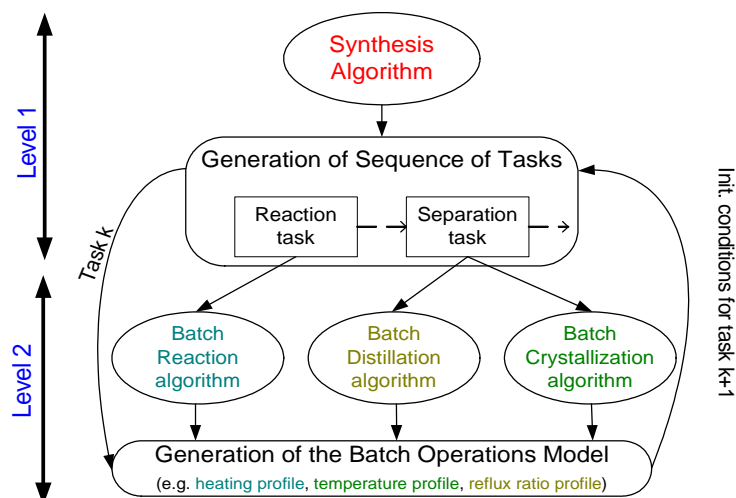 Level 1
Synthesis
Algorithm
Generation of Sequence of Tasks
Reaction
task
Separation
task
Task k
Init. conditions for task k+1
Level 2
Batch
Reaction
algorithm
Batch
Distillation
algorithm
Batch
Crystallization
algorithm
Generation of the Batch Operations Model
(e.g. heating profile, temperature profile, reflux ratio profile)